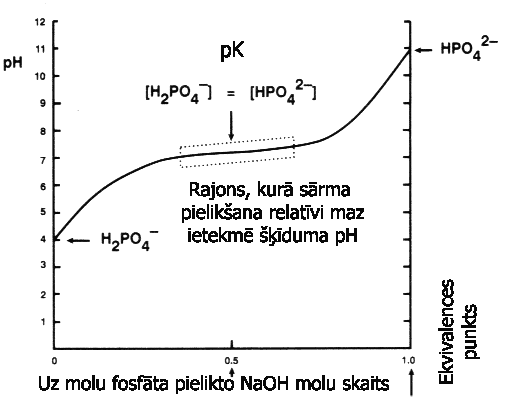 12
11
10
9
8
7
6
5
4
3
2
1
pH
pK
[H₂PO₄⁻] = [HPO₄²⁻]
HPO₄²⁻
Rajons, kurā sārma
pielikšana relatīvi maz
ietekmē šķīduma pH
H₂PO₄⁻
0 0.5 1.0
Uz molu fosfāta pielikto NaOH molu skaits
Ekvivalences
punkts